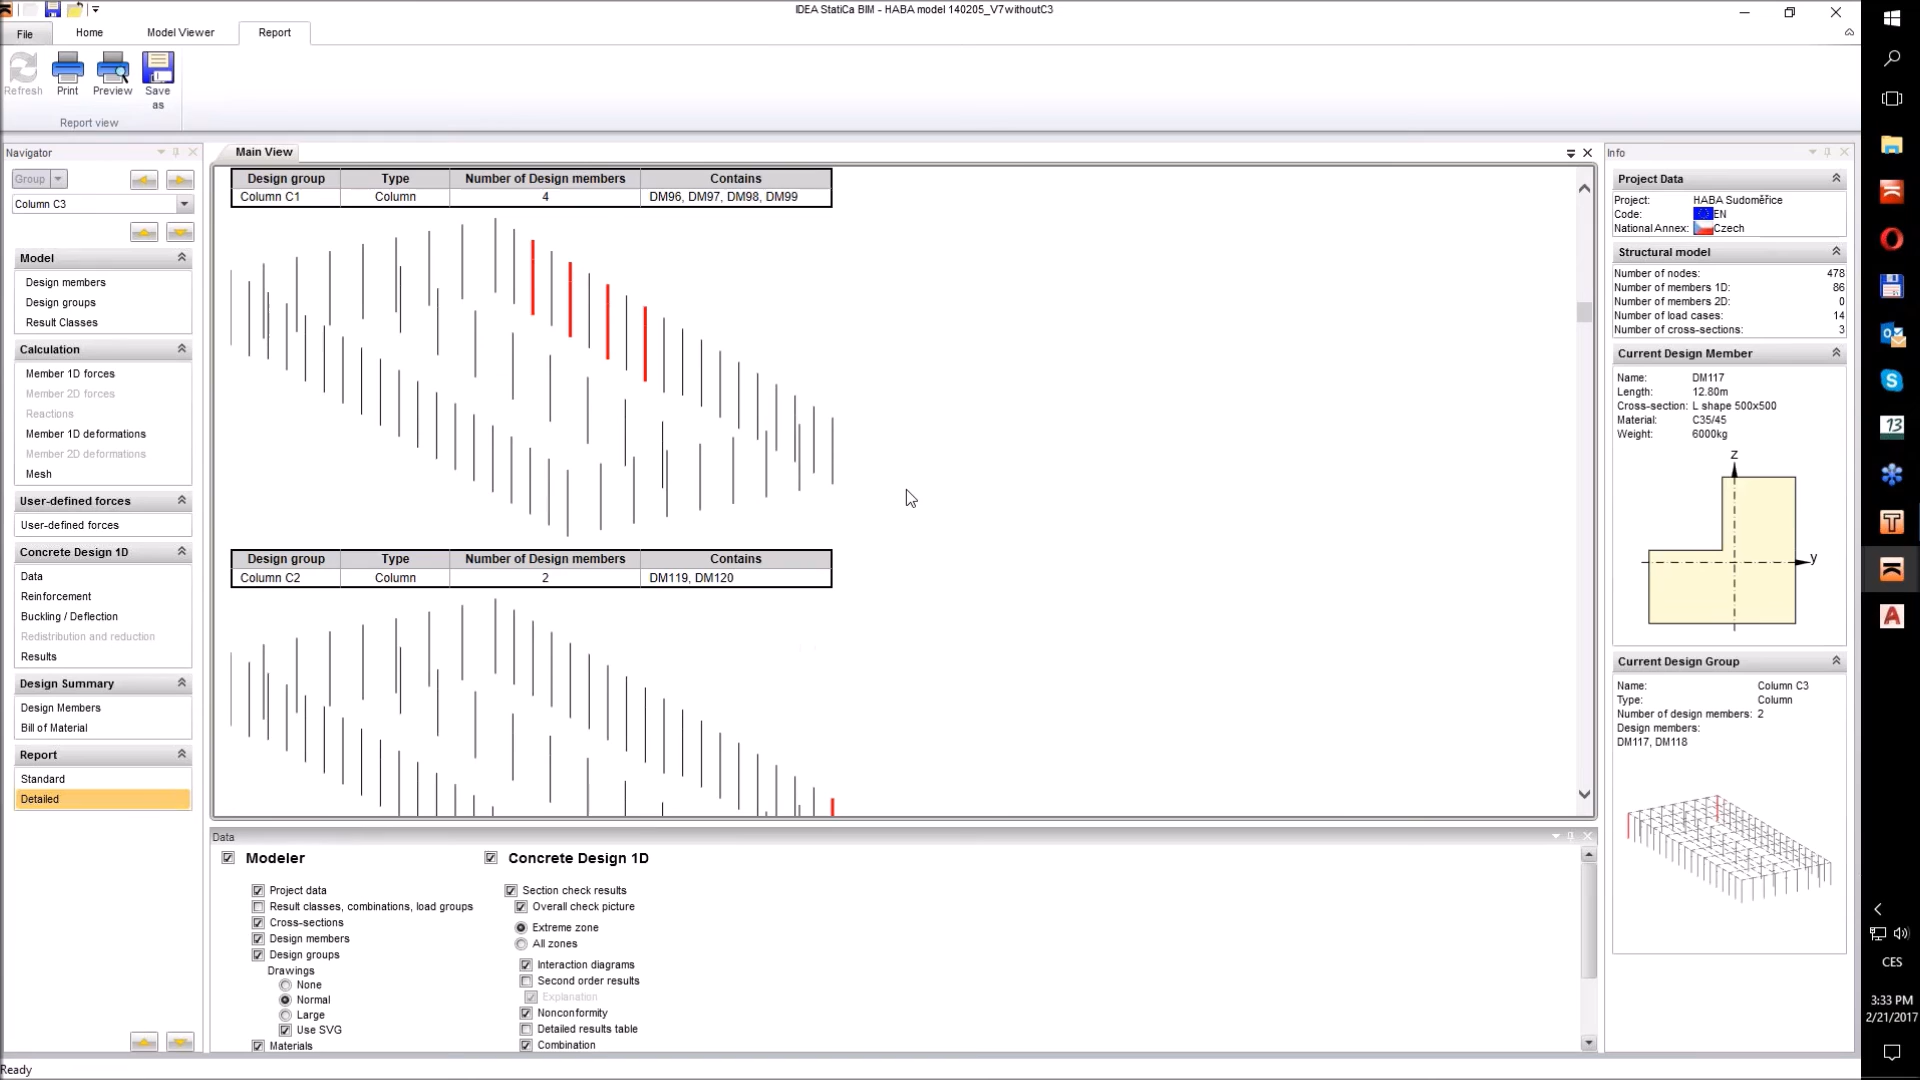 IDEA StatiCa BIM - HABA model 140205_V7withoutC3
File
Home
Model Viewer
Report
Refresh
Print
Preview
Save as
Report view
Navigator
Group
Column C3
Model
Design members
Design groups
Result Classes
Calculation
Member 1D forces
Member 2D forces
Reactions
Member 1D deformations
Member 2D deformations
Mesh
User-defined forces
User-defined forces
Concrete Design 1D
Data
Reinforcement
Buckling / Deflection
Redistribution and reduction
Results
Design Summary
Design Members
Bill of Material
Report
Standard
Detailed
Main View
Design group Type Number of Design members Contains
Column C1 Column 4 DM96, DM97, DM98, DM99
Design group Type Number of Design members Contains
Column C2 Column 2 DM119, DM120
Data
Modeler
Project data
Result classes, combinations, load groups
Cross-sections
Design members
Design groups
Drawings
None
Normal
Large
Use SVG
Materials
Concrete Design 1D
Section check results
Overall check picture
Extreme zone
All zones
Interaction diagrams
Second order results
Explanation
Nonconformity
Detailed results table
Combination
Info
Project Data
Project: HABA Sudoměřice
Code: EN
National Annex: Czech
Structural model
Number of nodes: 478
Number of members 1D: 86
Number of members 2D: 0
Number of load cases: 14
Number of cross-sections: 3
Current Design Member
Name: DM117
Length: 12.80m
Cross-section: L shape 500x500
Material: C35/45
Weight: 6000kg
z
y
Current Design Group
Name: Column C3
Type: Column
Number of design members: 2
Design members:
DM117, DM118
13
T
A
CES
3:33 PM
2/21/2017
Ready